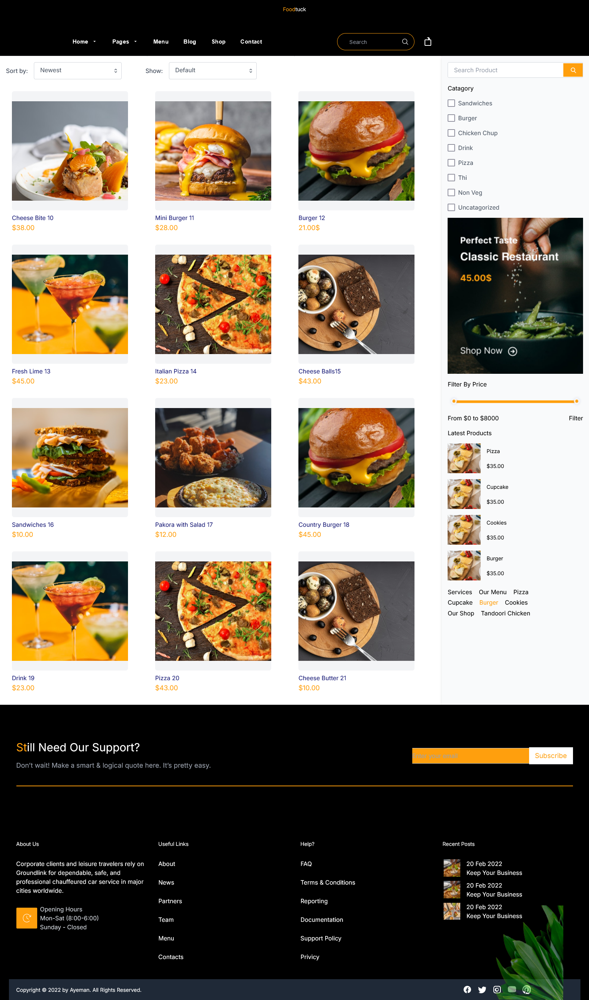 Foodtuck
Home Pages Menu Blog Shop Contact Search
Sort by: Newest Show: Default
Cheese Bite 10
$38.00
Mini Burger 11
$28.00
Burger 12
21.00$
Fresh Lime 13
$45.00
Italian Pizza 14
$23.00
Cheese Balls15
$43.00
Sandwiches 16
$10.00
Pakora with Salad 17
$12.00
Country Burger 18
$45.00
Drink 19
$23.00
Pizza 20
$43.00
Cheese Butter 21
$10.00
Search Product
Catagory
Sandwiches
Burger
Chicken Chup
Drink
Pizza
Thi
Non Veg
Uncatagorized
Perfect Taste
Classic Restaurant
45.00$
Shop Now
Filter By Price
From $0 to $8000 Filter
Latest Products
Pizza
$35.00
Cupcake
$35.00
Cookies
$35.00
Burger
$35.00
Services Our Menu Pizza
Cupcake Burger Cookies
Our Shop Tandoori Chicken
Still Need Our Support?
Don't wait! Make a smart & logical quote here. It's pretty easy.
Enter your email Subscribe
About Us
Corporate clients and leisure travelers rely on
Groundlink for dependable, safe, and
professional chauffeured car service in major
cities worldwide.
Opening Hours
Mon-Sat (8:00-6:00)
Sunday - Closed
Useful Links
About
News
Partners
Team
Menu
Contacts
Help?
FAQ
Terms & Conditions
Reporting
Documentation
Support Policy
Privicy
Recent Posts
20 Feb 2022
Keep Your Business
20 Feb 2022
Keep Your Business
20 Feb 2022
Keep Your Business
Copyright © 2022 by Ayeman. All Rights Reserved.